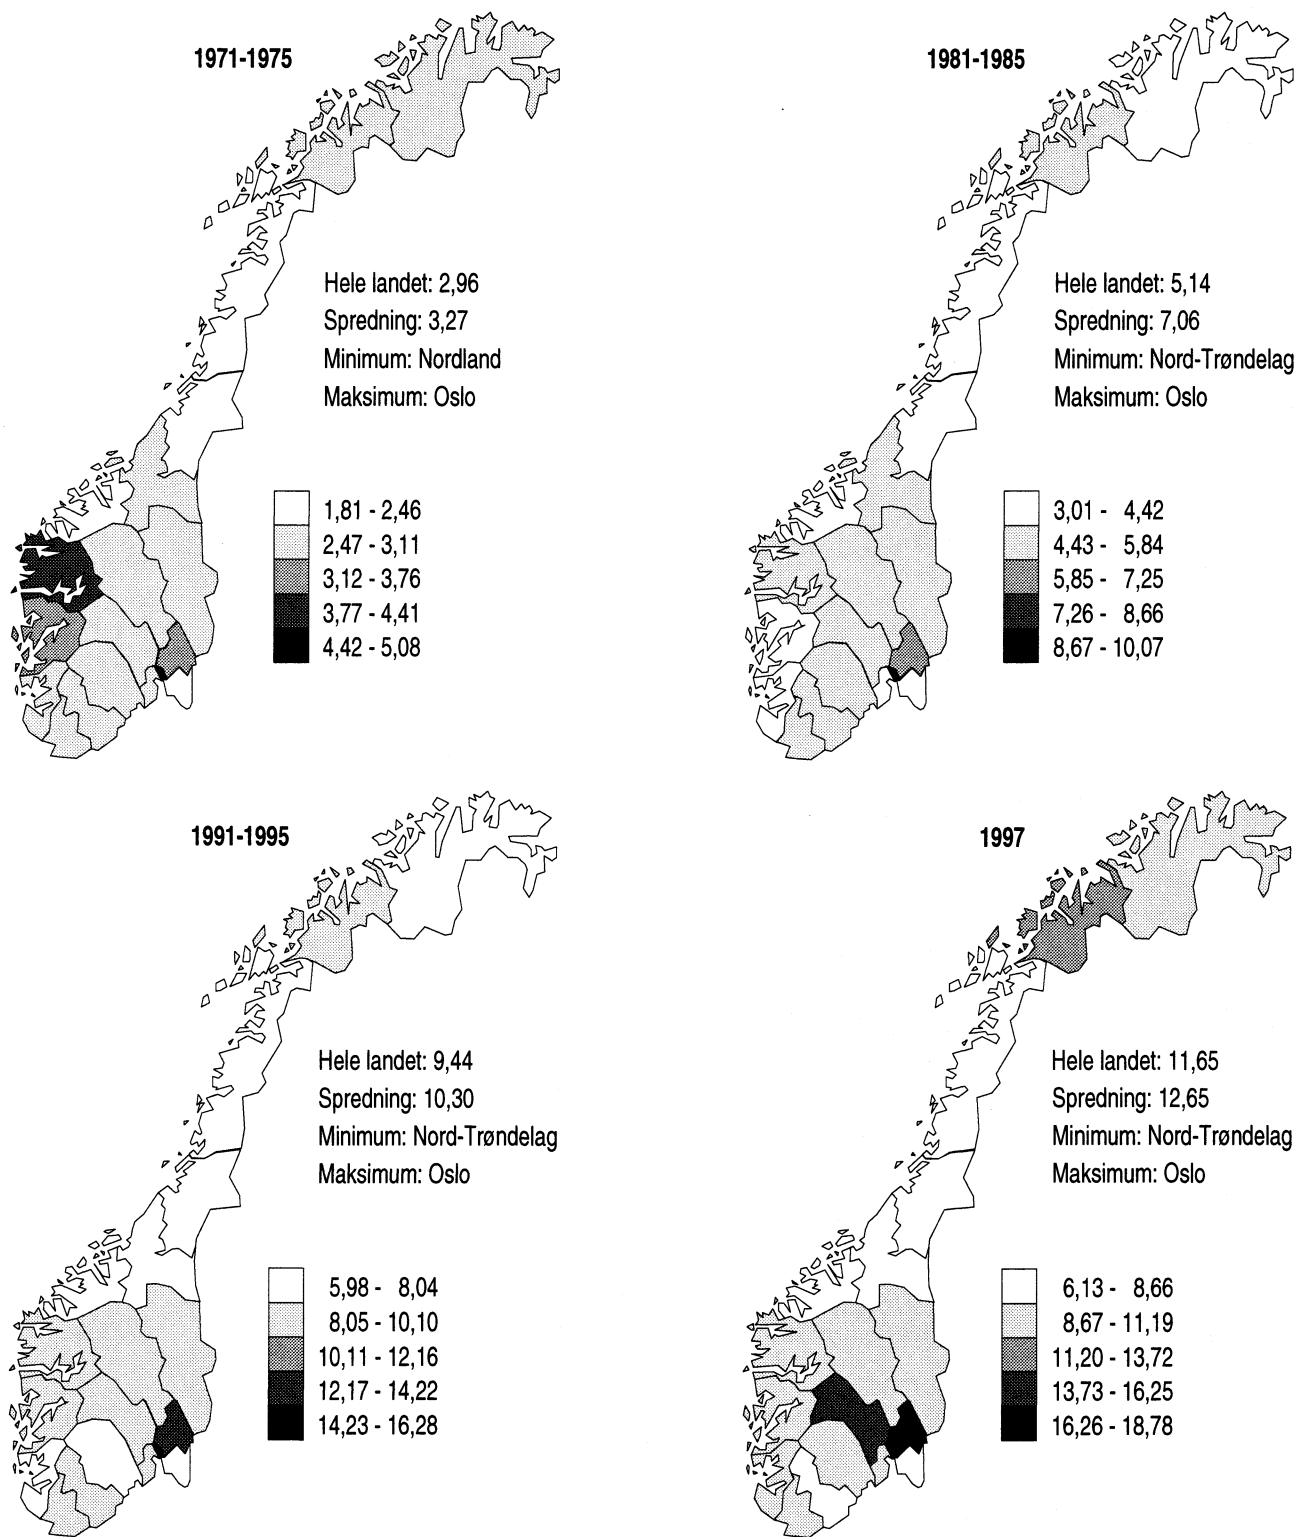 1971-1975
Hele landet: 2,96
Spredning: 3,27
Minimum: Nordland
Maksimum: Oslo
1,81 - 2,46
2,47 - 3,11
3,12 - 3,76
3,77 - 4,41
4,42 - 5,08
1981-1985
Hele landet: 5,14
Spredning: 7,06
Minimum: Nord-Trøndelag
Maksimum: Oslo
3,01 - 4,42
4,43 - 5,84
5,85 - 7,25
7,26 - 8,66
8,67 - 10,07
1991-1995
Hele landet: 9,44
Spredning: 10,30
Minimum: Nord-Trøndelag
Maksimum: Oslo
5,98 - 8,04
8,05 - 10,10
10,11 - 12,16
12,17 - 14,22
14,23 - 16,28
1997
Hele landet: 11,65
Spredning: 12,65
Minimum: Nord-Trøndelag
Maksimum: Oslo
6,13 - 8,66
8,67 - 11,19
11,20 - 13,72
13,73 - 16,25
16,26 - 18,78